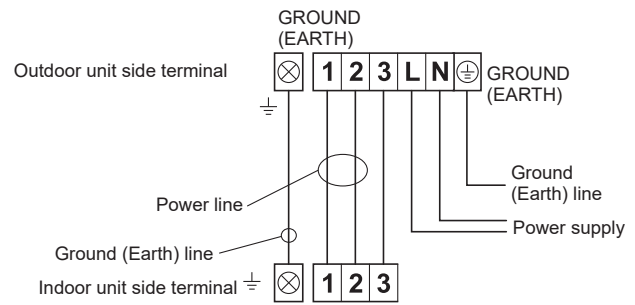 GROUND
(EARTH)
Outdoor unit side terminal
1 2 3 L N
GROUND
(EARTH)
Ground
(Earth) line
Power line
Power supply
Ground (Earth) line
Indoor unit side terminal
1 2 3